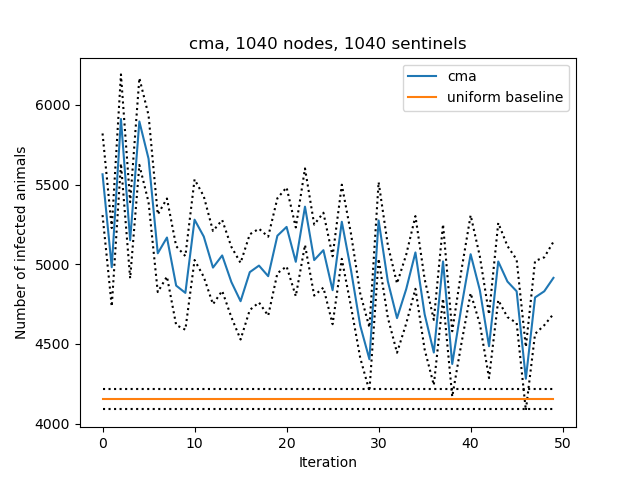 cma, 1040 nodes, 1040 sentinels
cma
uniform baseline
Number of infected animals
6000
5500
5000
4500
4000
0 10 20 30 40 50
Iteration